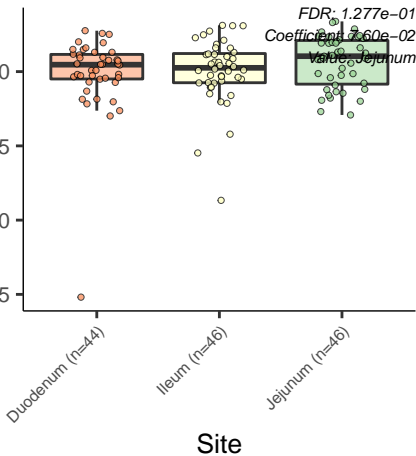 FDR: 1.277e−01
Coefficient: 7.60e−02
Value: Jejunum
0
5
0
5
Duodenum (n=44)
Ileum (n=46)
Jejunum (n=46)
Site